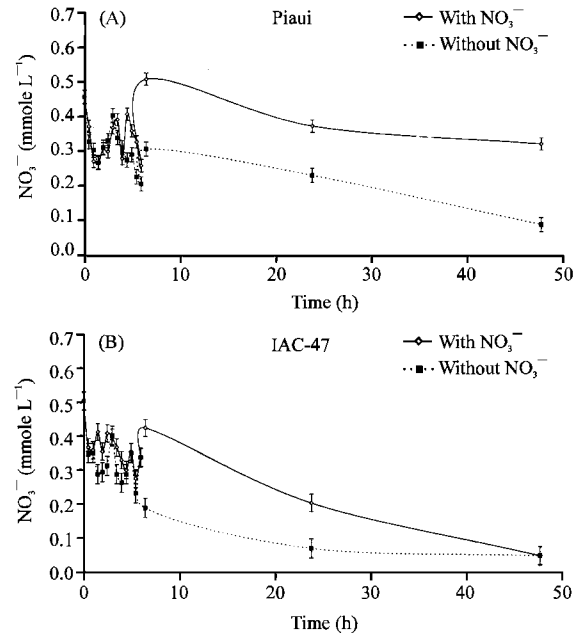 (A)
Piaui
With NO₃⁻
Without NO₃⁻
NO₃⁻ (mmole L⁻¹)
0.7
0.6
0.5
0.4
0.3
0.2
0.1
0.0
0 10 20 30 40 50
Time (h)
(B)
IAC-47
With NO₃⁻
Without NO₃⁻
NO₃⁻ (mmole L⁻¹)
0.7
0.6
0.5
0.4
0.3
0.2
0.1
0.0
0 10 20 30 40 50
Time (h)